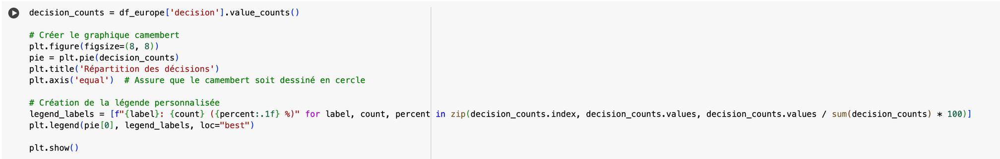 decision_counts = df_europe['decision'].value_counts()
# Créer le graphique camembert
plt.figure(figsize=(8, 8))
pie = plt.pie(decision_counts)
plt.title('Répartition des décisions')
plt.axis('equal')  # Assure que le camembert soit dessiné en cercle
# Création de la légende personnalisée
legend_labels = [f"{label}: {count} ({percent:.1f} %)" for label, count, percent in zip(decision_counts.index, decision_counts.values, decision_counts.values / sum(decision_counts) * 100)]
plt.legend(pie[0], legend_labels, loc="best")
plt.show()